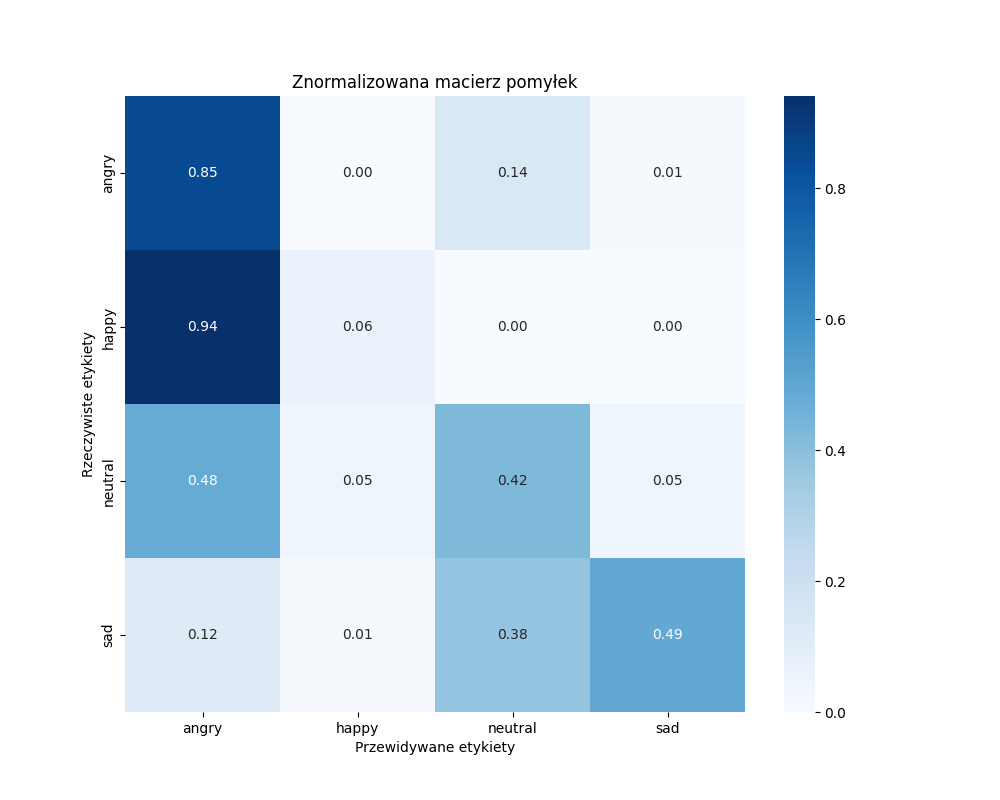 Znormalizowana macierz pomyłek
Rzeczywiste etykiety
angry
0.85 0.00 0.14 0.01
happy
0.94 0.06 0.00 0.00
neutral
0.48 0.05 0.42 0.05
sad
0.12 0.01 0.38 0.49
angry happy neutral sad
Przewidywane etykiety
0.8
0.6
0.4
0.2
0.0